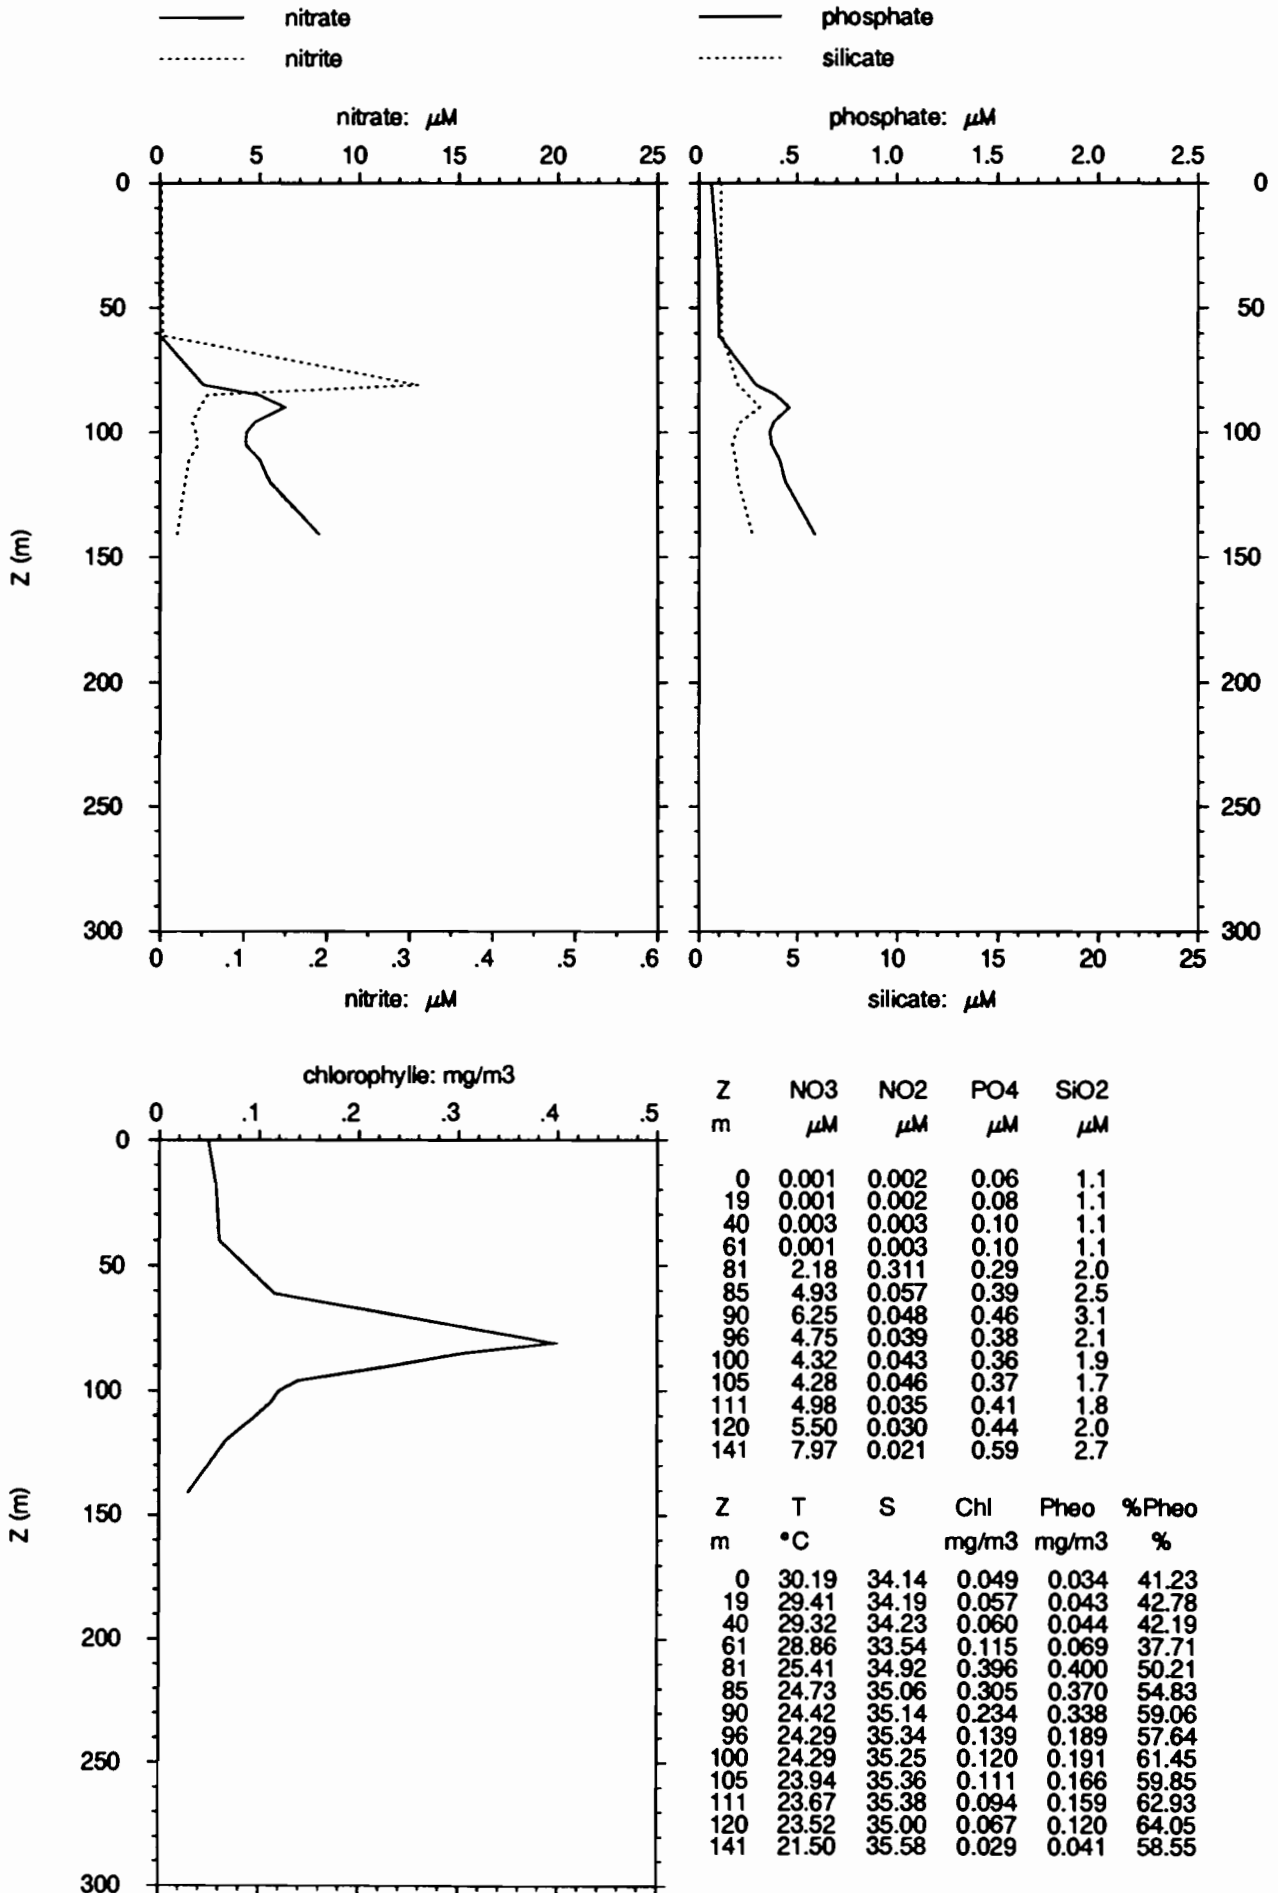 nitrate
nitrite
nitrate: μM
0 5 10 15 20 25
0
50
100
150
200
250
300
Z (m)
0 .1 .2 .3 .4 .5 .6
nitrite: μM
phosphate
silicate
phosphate: μM
0 .5 1.0 1.5 2.0 2.5
0
50
100
150
200
250
300
0 5 10 15 20 25
silicate: μM
chlorophylle: mg/m3
0 .1 .2 .3 .4 .5
0
50
100
150
200
250
300
Z (m)
Z NO3 NO2 PO4 SiO2
m μM μM μM μM
0 0.001 0.002 0.06 1.1
19 0.001 0.002 0.08 1.1
40 0.003 0.003 0.10 1.1
61 0.001 0.003 0.10 1.1
81 2.18 0.311 0.29 2.0
85 4.93 0.057 0.39 2.5
90 6.25 0.048 0.46 3.1
96 4.75 0.039 0.38 2.1
100 4.32 0.043 0.36 1.9
105 4.28 0.046 0.37 1.7
111 4.98 0.035 0.41 1.8
120 5.50 0.030 0.44 2.0
141 7.97 0.021 0.59 2.7
Z T S Chl Pheo %Pheo
m °C mg/m3 mg/m3 %
0 30.19 34.14 0.049 0.034 41.23
19 29.41 34.19 0.057 0.043 42.78
40 29.32 34.23 0.060 0.044 42.19
61 28.86 33.54 0.115 0.069 37.71
81 25.41 34.92 0.396 0.400 50.21
85 24.73 35.06 0.305 0.370 54.83
90 24.42 35.14 0.234 0.338 59.06
96 24.29 35.34 0.139 0.189 57.64
100 24.29 35.25 0.120 0.191 61.45
105 23.94 35.36 0.111 0.166 59.85
111 23.67 35.38 0.094 0.159 62.93
120 23.52 35.00 0.067 0.120 64.05
141 21.50 35.58 0.029 0.041 58.55